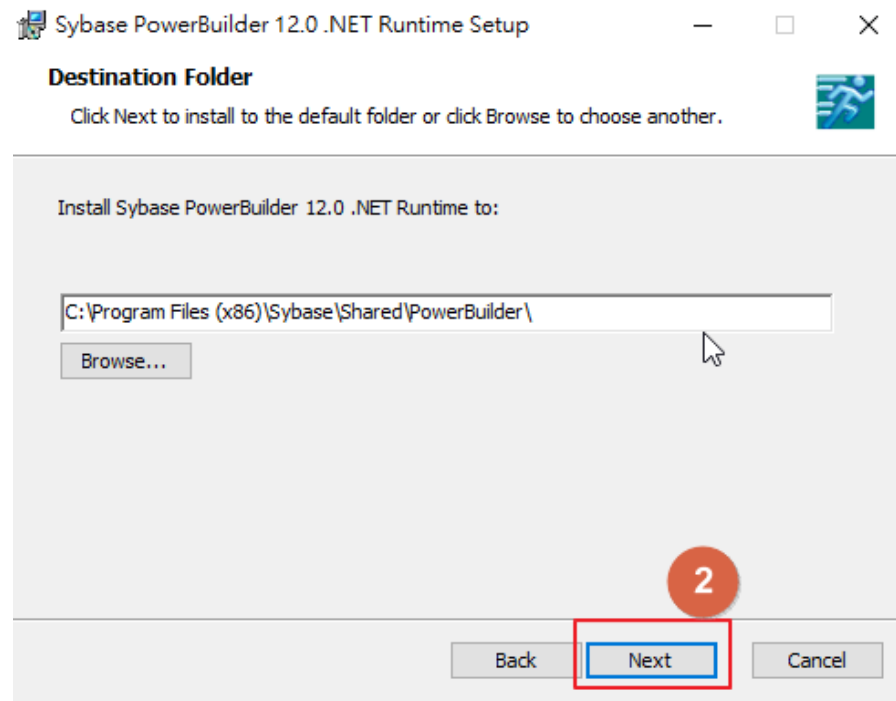 Sybase PowerBuilder 12.0 .NET Runtime Setup
Destination Folder
Click Next to install to the default folder or click Browse to choose another.
Install Sybase PowerBuilder 12.0 .NET Runtime to:
C:\Program Files (x86)\Sybase\Shared\PowerBuilder\
Browse...
2
Back Next Cancel